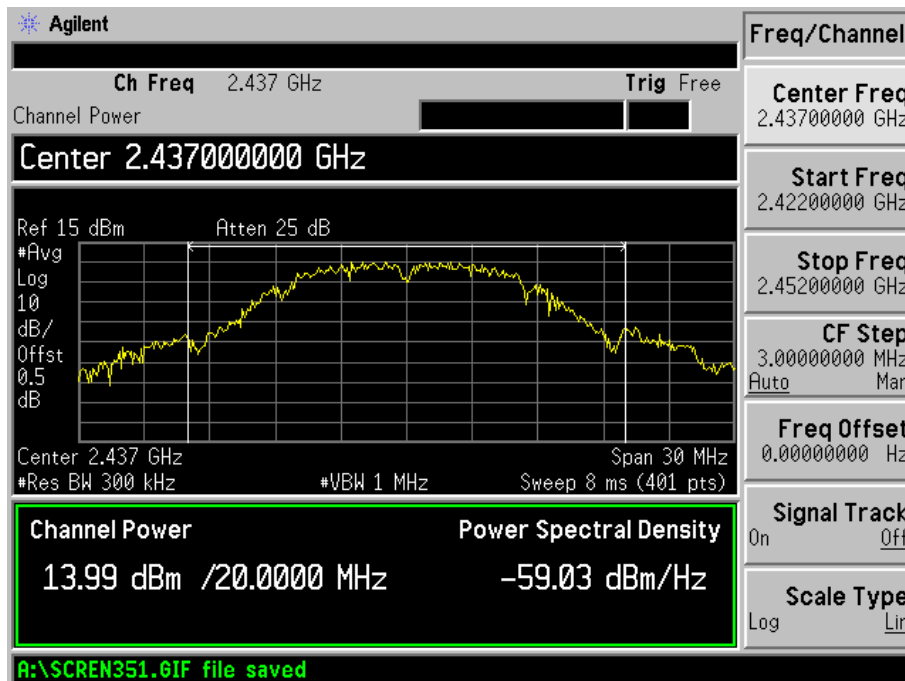 Agilent
Freq/Channel
Ch Freq 2.437 GHz Trig Free
Channel Power
Center 2.437000000 GHz
Ref 15 dBm Atten 25 dB
#Avg
Log
10
dB/
Offst
0.5
dB
Center 2.437 GHz Span 30 MHz
#Res BW 300 kHz #VBW 1 MHz Sweep 8 ms (401 pts)
Channel Power Power Spectral Density
13.99 dBm /20.0000 MHz -59.03 dBm/Hz
A:\SCREN351.GIF file saved
Center Freq
2.43700000 GHz
Start Freq
2.42200000 GHz
Stop Freq
2.45200000 GHz
CF Step
3.00000000 MHz
Auto Man
Freq Offset
0.00000000 Hz
Signal Track
On Off
Scale Type
Log Lin